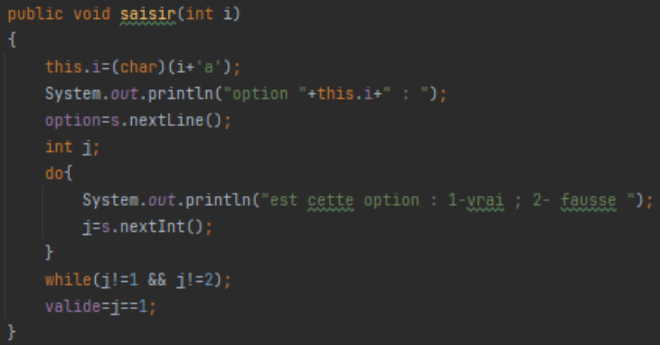 public void saisir(int i)
{
this.i=(char)(i+'a');
System.out.println("option "+this.i+" : ");
option=s.nextLine();
int j;
do{
System.out.println("est cette option : 1-vrai ; 2- fausse ");
j=s.nextInt();
}
while(j!=1 && j!=2);
valide=j==1;
}